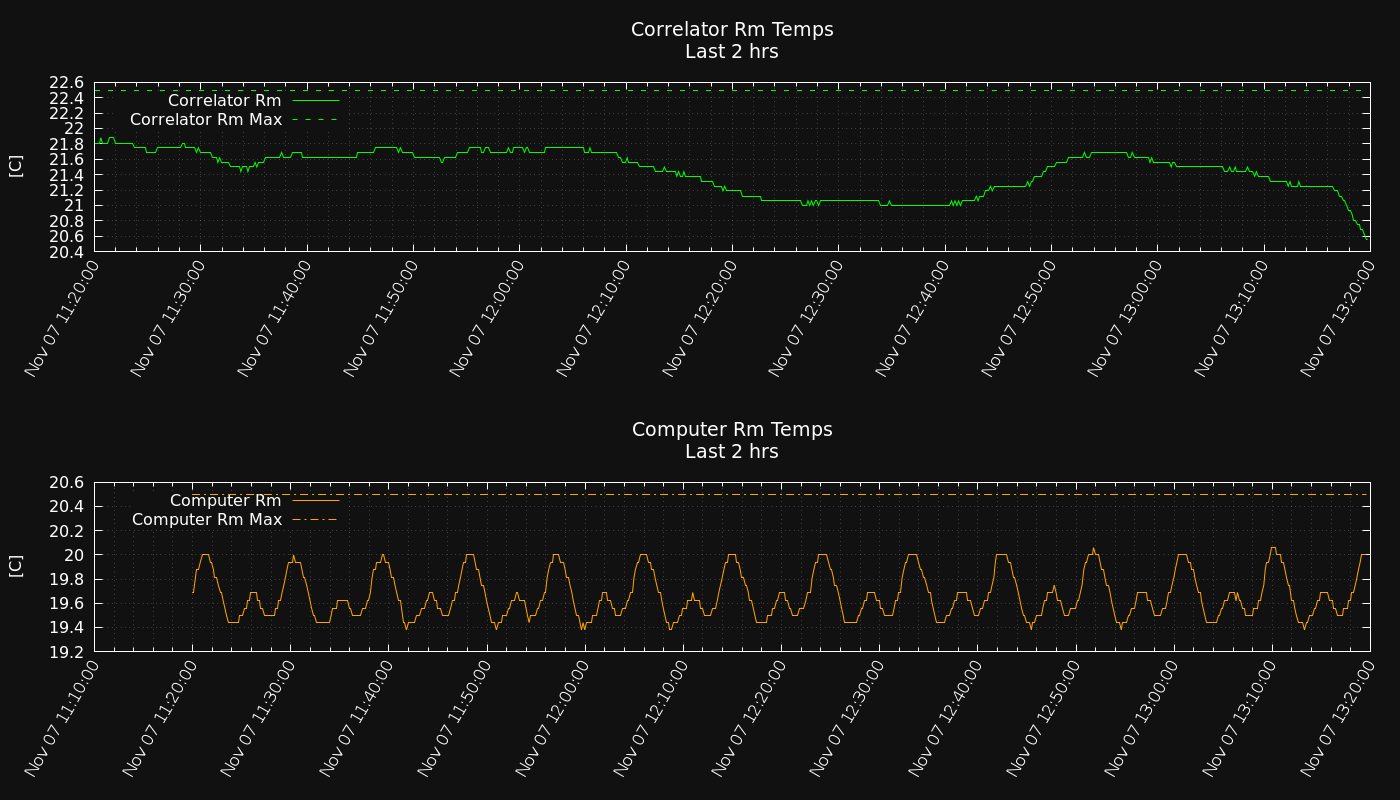 Correlator Rm Temps
Last 2 hrs
22.6
22.4
22.2
22
21.8
21.6
21.4
21.2
21
20.8
20.6
20.4
[C]
Correlator Rm
Correlator Rm Max
Nov 07 11:20:00
Nov 07 11:30:00
Nov 07 11:40:00
Nov 07 11:50:00
Nov 07 12:00:00
Nov 07 12:10:00
Nov 07 12:20:00
Nov 07 12:30:00
Nov 07 12:40:00
Nov 07 12:50:00
Nov 07 13:00:00
Nov 07 13:10:00
Nov 07 13:20:00
Computer Rm Temps
Last 2 hrs
20.6
20.4
20.2
20
19.8
19.6
19.4
19.2
[C]
Computer Rm
Computer Rm Max
Nov 07 11:10:00
Nov 07 11:20:00
Nov 07 11:30:00
Nov 07 11:40:00
Nov 07 11:50:00
Nov 07 12:00:00
Nov 07 12:10:00
Nov 07 12:20:00
Nov 07 12:30:00
Nov 07 12:40:00
Nov 07 12:50:00
Nov 07 13:00:00
Nov 07 13:10:00
Nov 07 13:20:00